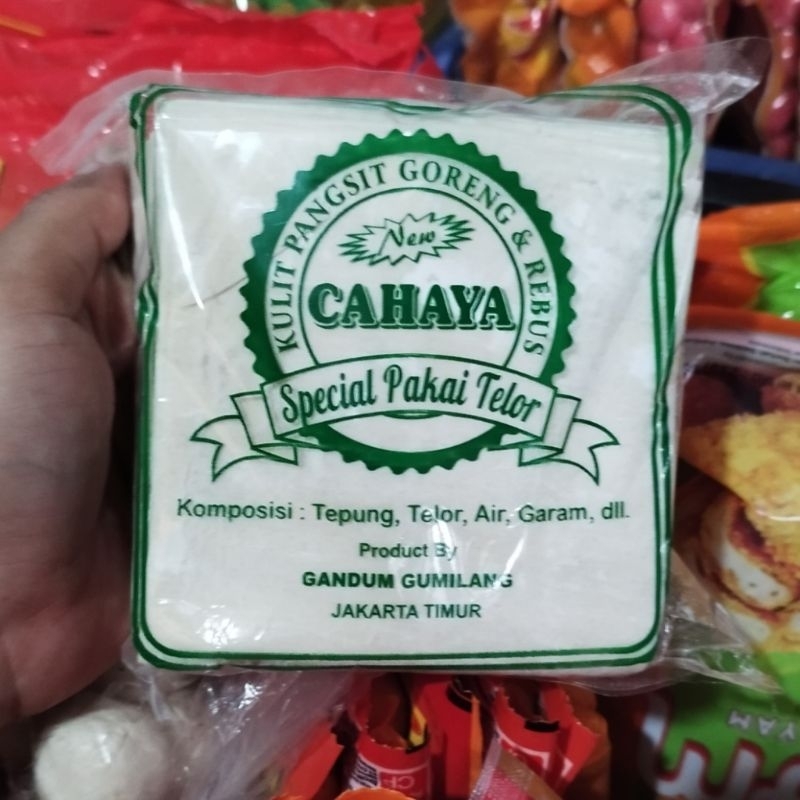 KULIT PANGSIT GORENG & REBUS
New
CAHAYA
Special Pakai Telor
Komposisi : Tepung, Telor, Air, Garam, dll.
Product By
GANDUM GUMILANG
JAKARTA TIMUR